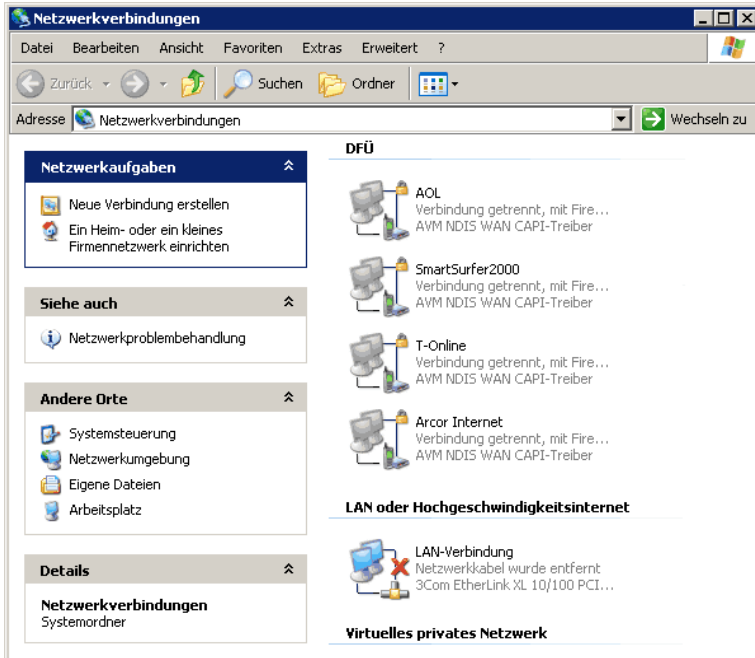 Netzwerkverbindungen
Datei Bearbeiten Ansicht Favoriten Extras Erweitert ?
Zurück Suchen Ordner
Adresse Netzwerkverbindungen Wechseln zu
Netzwerkaufgaben
Neue Verbindung erstellen
Ein Heim- oder ein kleines
Firmennetzwerk einrichten
Siehe auch
Netzwerkproblembehandlung
Andere Orte
Systemsteuerung
Netzwerkumgebung
Eigene Dateien
Arbeitsplatz
Details
Netzwerkverbindungen
Systemordner
DFÜ
AOL
Verbindung getrennt, mit Fire...
AVM NDIS WAN CAPI-Treiber
SmartSurfer2000
Verbindung getrennt, mit Fire...
AVM NDIS WAN CAPI-Treiber
T-Online
Verbindung getrennt, mit Fire...
AVM NDIS WAN CAPI-Treiber
Arcor Internet
Verbindung getrennt, mit Fire...
AVM NDIS WAN CAPI-Treiber
LAN oder Hochgeschwindigkeitsinternet
LAN-Verbindung
Netzwerkkabel wurde entfernt
3Com EtherLink XL 10/100 PCI...
Virtuelles privates Netzwerk